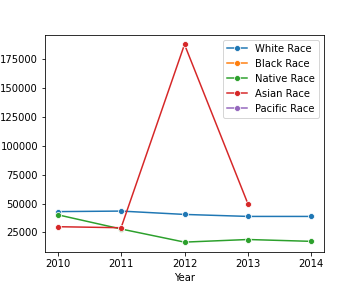 White Race
Black Race
Native Race
Asian Race
Pacific Race
175000
150000
125000
100000
75000
50000
25000
2010 2011 2012 2013 2014
Year